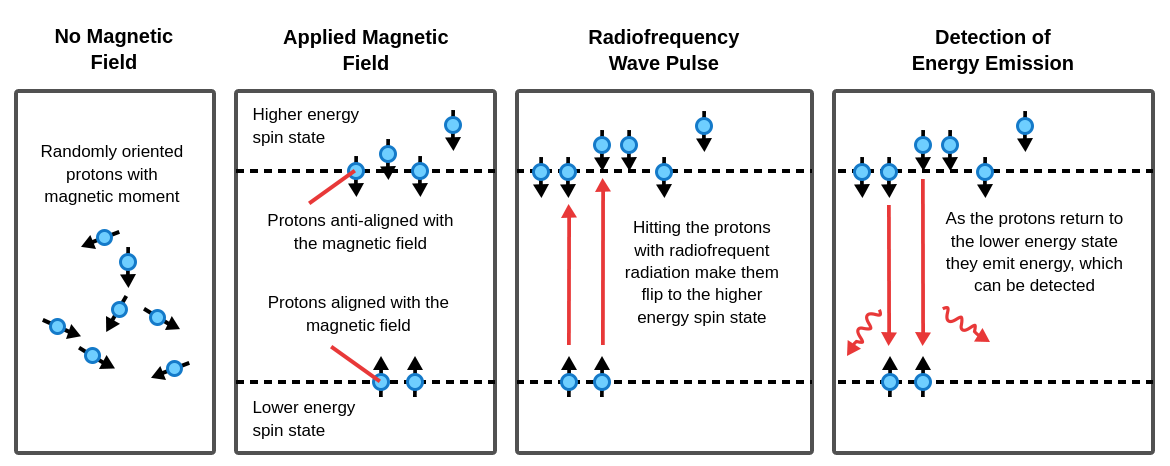 No Magnetic
Field
Randomly oriented
protons with
magnetic moment
Applied Magnetic
Field
Higher energy
spin state
Protons anti-aligned with
the magnetic field
Protons aligned with the
magnetic field
Lower energy
spin state
Radiofrequency
Wave Pulse
Hitting the protons
with radiofrequent
radiation make them
flip to the higher
energy spin state
Detection of
Energy Emission
As the protons return to
the lower energy state
they emit energy, which
can be detected